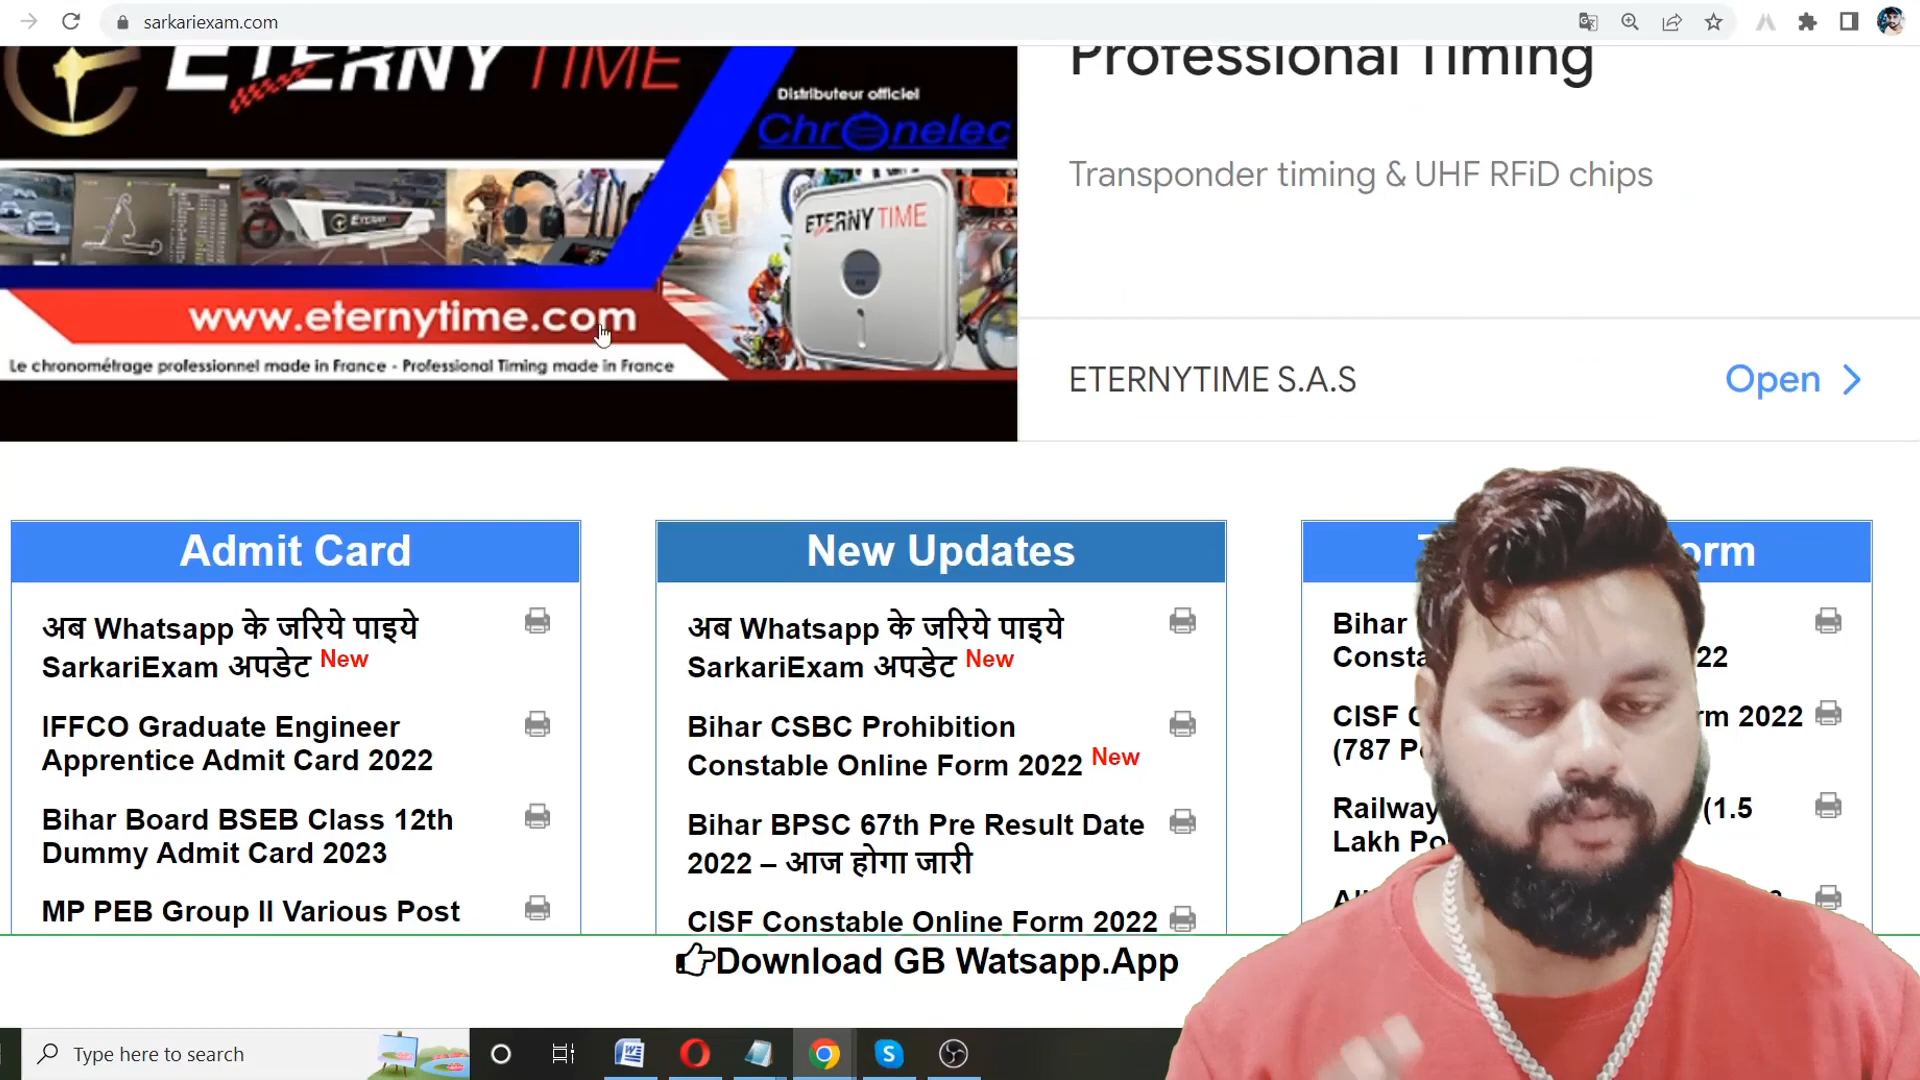 sarkariexam.com
ETERNY TIME
Distributeur officiel
Chronelec
ETERNY TIME
ETERNY TIME
www.eternytime.com
Le chronométrage professionnel made in France - Professional Timing made in France
Professional Timing
Transponder timing & UHF RFiD chips
ETERNYTIME S.A.S
Open
Admit Card
अब Whatsapp के जरिये पाइये
SarkariExam अपडेट New
IFFCO Graduate Engineer
Apprentice Admit Card 2022
Bihar Board BSEB Class 12th
Dummy Admit Card 2023
MP PEB Group II Various Post
New Updates
अब Whatsapp के जरिये पाइये
SarkariExam अपडेट New
Bihar CSBC Prohibition
Constable Online Form 2022 New
Bihar BPSC 67th Pre Result Date
2022 – आज होगा जारी
CISF Constable Online Form 2022
Bihar
22
CISF
2022
(787
Railway (1.5
Lakh
Download GB Watsapp.App
Type here to search